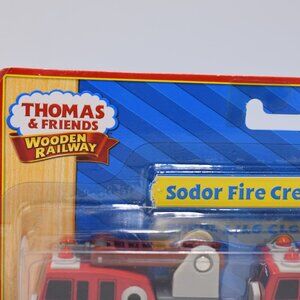 THOMAS
& FRIENDS
WOODEN
RAILWAY
Sodor Fire Cre